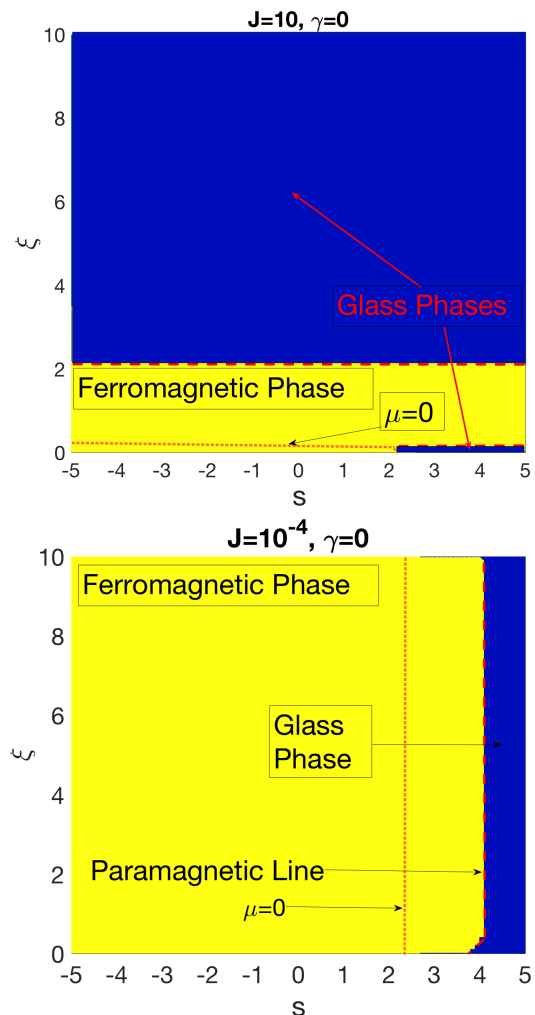 J=10, γ=0
10
8
6
4
2
0
ξ
Glass Phases
Ferromagnetic Phase
μ=0
-5 -4 -3 -2 -1 0 1 2 3 4 5
s
J=10⁻⁴, γ=0
10
8
6
4
2
0
ξ
Ferromagnetic Phase
Glass
Phase
Paramagnetic Line
μ=0
-5 -4 -3 -2 -1 0 1 2 3 4 5
s